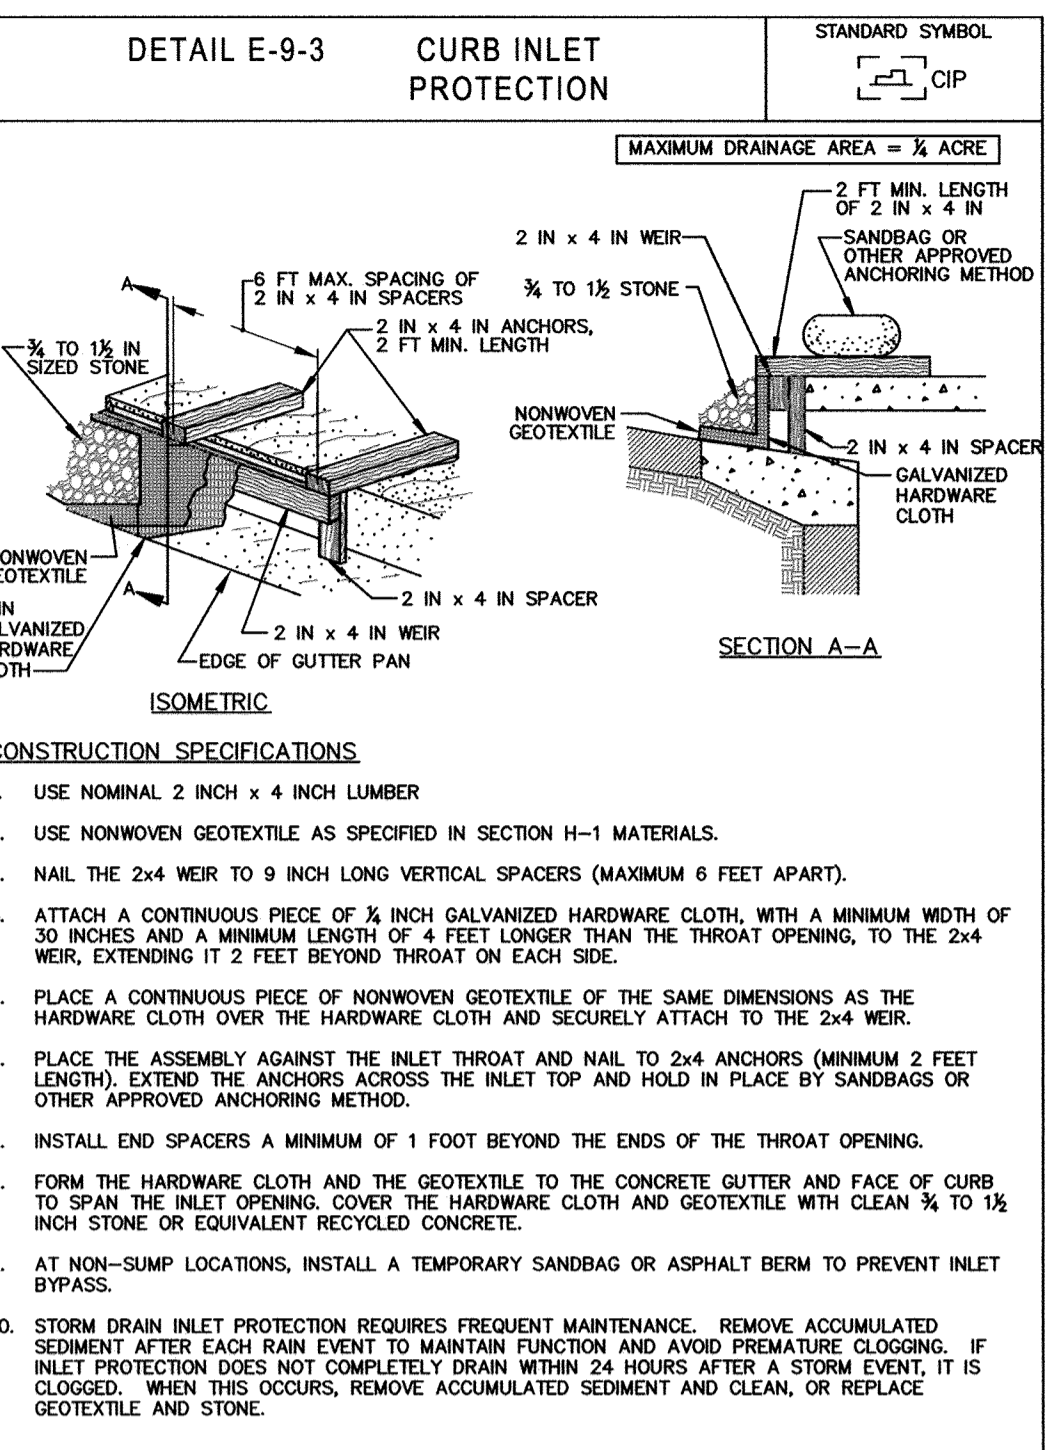 DETAIL E-9-3 CURB INLET
PROTECTION
STANDARD SYMBOL
CIP
MAXIMUM DRAINAGE AREA = ¼ ACRE
2 FT MIN. LENGTH
OF 2 IN x 4 IN
2 IN x 4 IN WEIR
SANDBAG OR
OTHER APPROVED
ANCHORING METHOD
¾ TO 1½ STONE
NONWOVEN
GEOTEXTILE
2 IN x 4 IN SPACER
GALVANIZED
HARDWARE
CLOTH
SECTION A-A
A
6 FT MAX. SPACING OF
2 IN x 4 IN SPACERS
2 IN x 4 IN ANCHORS,
2 FT MIN. LENGTH
¾ TO 1½ IN
SIZED STONE
ONWOVEN
EOTEXTILE
A
IN
LVANIZED
RDWARE
OTH
2 IN x 4 IN SPACER
2 IN x 4 IN WEIR
EDGE OF GUTTER PAN
ISOMETRIC
CONSTRUCTION SPECIFICATIONS
. USE NOMINAL 2 INCH x 4 INCH LUMBER
. USE NONWOVEN GEOTEXTILE AS SPECIFIED IN SECTION H-1 MATERIALS.
. NAIL THE 2x4 WEIR TO 9 INCH LONG VERTICAL SPACERS (MAXIMUM 6 FEET APART).
. ATTACH A CONTINUOUS PIECE OF ¼ INCH GALVANIZED HARDWARE CLOTH, WITH A MINIMUM WIDTH OF
30 INCHES AND A MINIMUM LENGTH OF 4 FEET LONGER THAN THE THROAT OPENING, TO THE 2x4
WEIR, EXTENDING IT 2 FEET BEYOND THROAT ON EACH SIDE.
. PLACE A CONTINUOUS PIECE OF NONWOVEN GEOTEXTILE OF THE SAME DIMENSIONS AS THE
HARDWARE CLOTH OVER THE HARDWARE CLOTH AND SECURELY ATTACH TO THE 2x4 WEIR.
. PLACE THE ASSEMBLY AGAINST THE INLET THROAT AND NAIL TO 2x4 ANCHORS (MINIMUM 2 FEET
LENGTH). EXTEND THE ANCHORS ACROSS THE INLET TOP AND HOLD IN PLACE BY SANDBAGS OR
OTHER APPROVED ANCHORING METHOD.
. INSTALL END SPACERS A MINIMUM OF 1 FOOT BEYOND THE ENDS OF THE THROAT OPENING.
. FORM THE HARDWARE CLOTH AND THE GEOTEXTILE TO THE CONCRETE GUTTER AND FACE OF CURB
TO SPAN THE INLET OPENING. COVER THE HARDWARE CLOTH AND GEOTEXTILE WITH CLEAN ¾ TO 1½
INCH STONE OR EQUIVALENT RECYCLED CONCRETE.
. AT NON-SUMP LOCATIONS, INSTALL A TEMPORARY SANDBAG OR ASPHALT BERM TO PREVENT INLET
BYPASS.
0. STORM DRAIN INLET PROTECTION REQUIRES FREQUENT MAINTENANCE. REMOVE ACCUMULATED
SEDIMENT AFTER EACH RAIN EVENT TO MAINTAIN FUNCTION AND AVOID PREMATURE CLOGGING. IF
INLET PROTECTION DOES NOT COMPLETELY DRAIN WITHIN 24 HOURS AFTER A STORM EVENT, IT IS
CLOGGED. WHEN THIS OCCURS, REMOVE ACCUMULATED SEDIMENT AND CLEAN, OR REPLACE
GEOTEXTILE AND STONE.